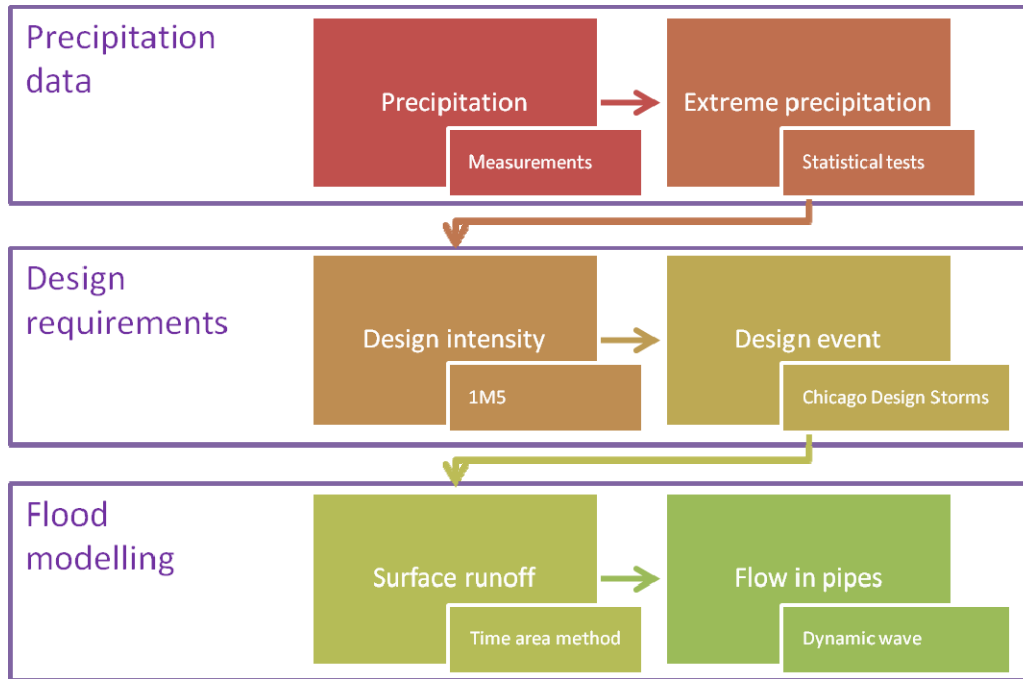 Precipitation
data
Precipitation
Measurements
Extreme precipitation
Statistical tests
Design
requirements
Design intensity
1M5
Design event
Chicago Design Storms
Flood
modelling
Surface runoff
Time area method
Flow in pipes
Dynamic wave